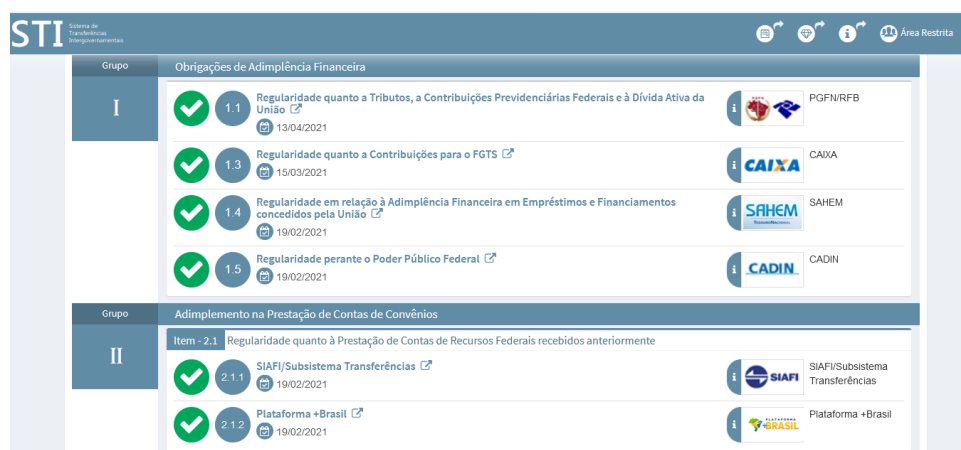 STI Sistema de
Transferências
Intergovernamentais
Área Restrita
Grupo
Obrigações de Adimplência Financeira
I
1.1
Regularidade quanto a Tributos, a Contribuições Previdenciárias Federais e à Dívida Ativa da
União
13/04/2021
i
PGFN/RFB
1.3
Regularidade quanto a Contribuições para o FGTS
15/03/2021
i
CAIXA
CAIXA
1.4
Regularidade em relação à Adimplência Financeira em Empréstimos e Financiamentos
concedidos pela União
19/02/2021
i
SAHEM
TesouroNacional
SAHEM
1.5
Regularidade perante o Poder Público Federal
19/02/2021
i
CADIN
CADIN
Grupo
Adimplemento na Prestação de Contas de Convênios
II
Item - 2.1 Regularidade quanto à Prestação de Contas de Recursos Federais recebidos anteriormente
2.1.1
SIAFI/Subsistema Transferências
19/02/2021
i
SIAFI
SIAFI/Subsistema
Transferências
2.1.2
Plataforma +Brasil
19/02/2021
i
PLATAFORMA
+BRASIL
Plataforma +Brasil